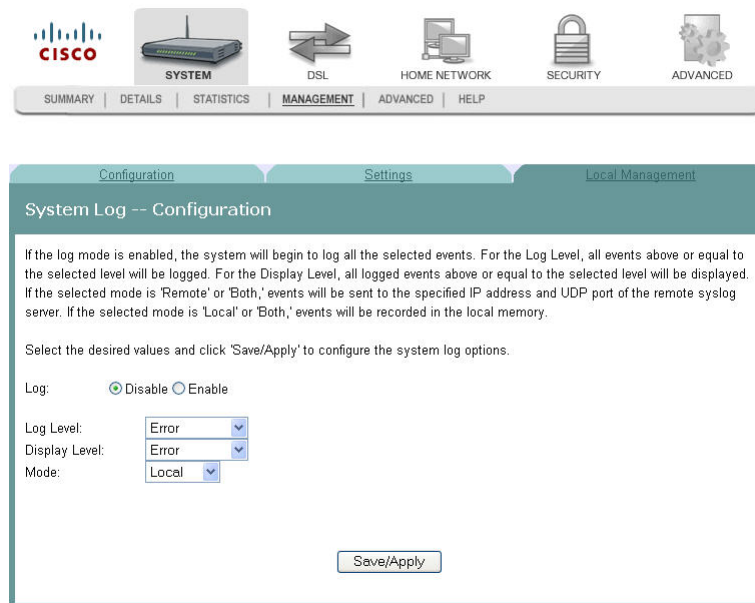 CISCO
SYSTEM
DSL
HOME NETWORK
SECURITY
ADVANCED
SUMMARY | DETAILS | STATISTICS | MANAGEMENT | ADVANCED | HELP
Configuration
Settings
Local Management
System Log -- Configuration
If the log mode is enabled, the system will begin to log all the selected events. For the Log Level, all events above or equal to
the selected level will be logged. For the Display Level, all logged events above or equal to the selected level will be displayed.
If the selected mode is 'Remote' or 'Both,' events will be sent to the specified IP address and UDP port of the remote syslog
server. If the selected mode is 'Local' or 'Both,' events will be recorded in the local memory.
Select the desired values and click 'Save/Apply' to configure the system log options.
Log: Disable Enable
Log Level: Error
Display Level: Error
Mode: Local
Save/Apply